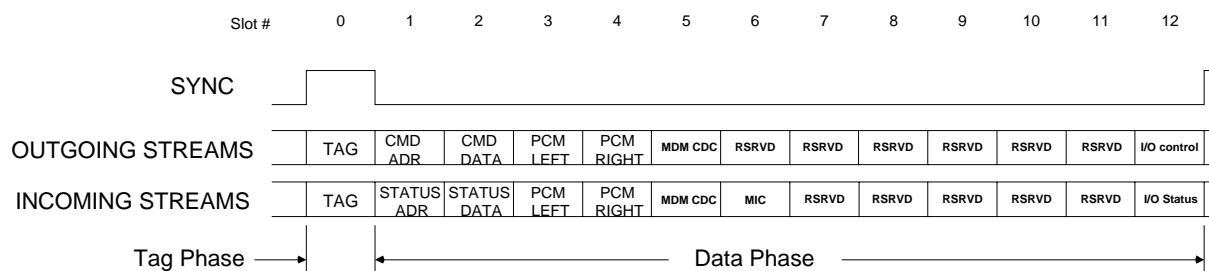 Slot # 0 1 2 3 4 5 6 7 8 9 10 11 12
SYNC
OUTGOING STREAMS TAG CMD ADR CMD DATA PCM LEFT PCM RIGHT MDM CDC RSRVD RSRVD RSRVD RSRVD RSRVD RSRVD I/O control
INCOMING STREAMS TAG STATUS ADR STATUS DATA PCM LEFT PCM RIGHT MDM CDC MIC RSRVD RSRVD RSRVD RSRVD RSRVD I/O Status
Tag Phase Data Phase